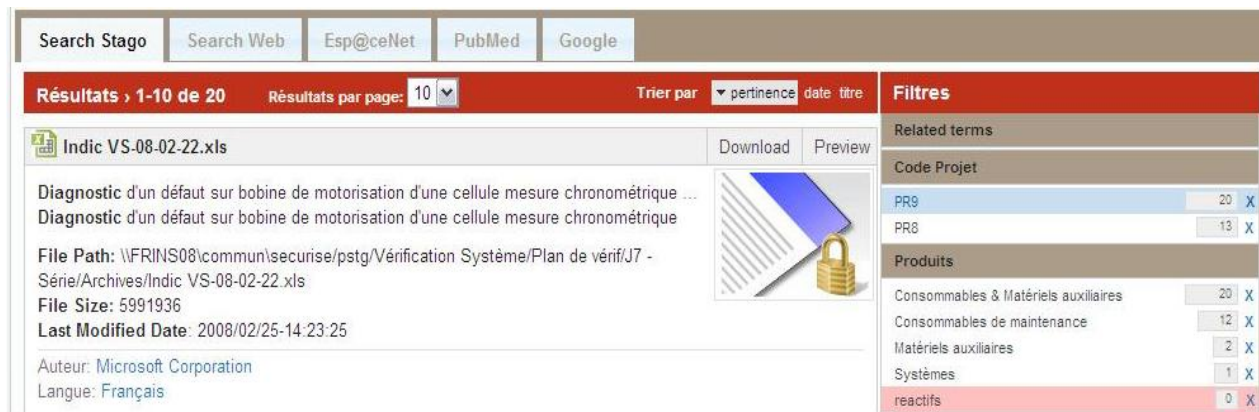 Search Stago Search Web Esp@ceNet PubMed Google
Résultats › 1-10 de 20 Résultats par page: 10 Trier par pertinence date titre
Indic VS-08-02-22.xls Download Preview
Diagnostic d'un défaut sur bobine de motorisation d'une cellule mesure chronométrique ...
Diagnostic d'un défaut sur bobine de motorisation d'une cellule mesure chronométrique
File Path: \\FRINS08\commun\securise/pstg/Vérification Système/Plan de vérif/J7 -
Série/Archives/Indic VS-08-02-22.xls
File Size: 5991936
Last Modified Date: 2008/02/25-14:23:25
Auteur: Microsoft Corporation
Langue: Français
Filtres
Related terms
Code Projet
PR9 20 X
PR8 13 X
Produits
Consommables & Matériels auxiliaires 20 X
Consommables de maintenance 12 X
Matériels auxiliaires 2 X
Systèmes 1 X
reactifs 0 X